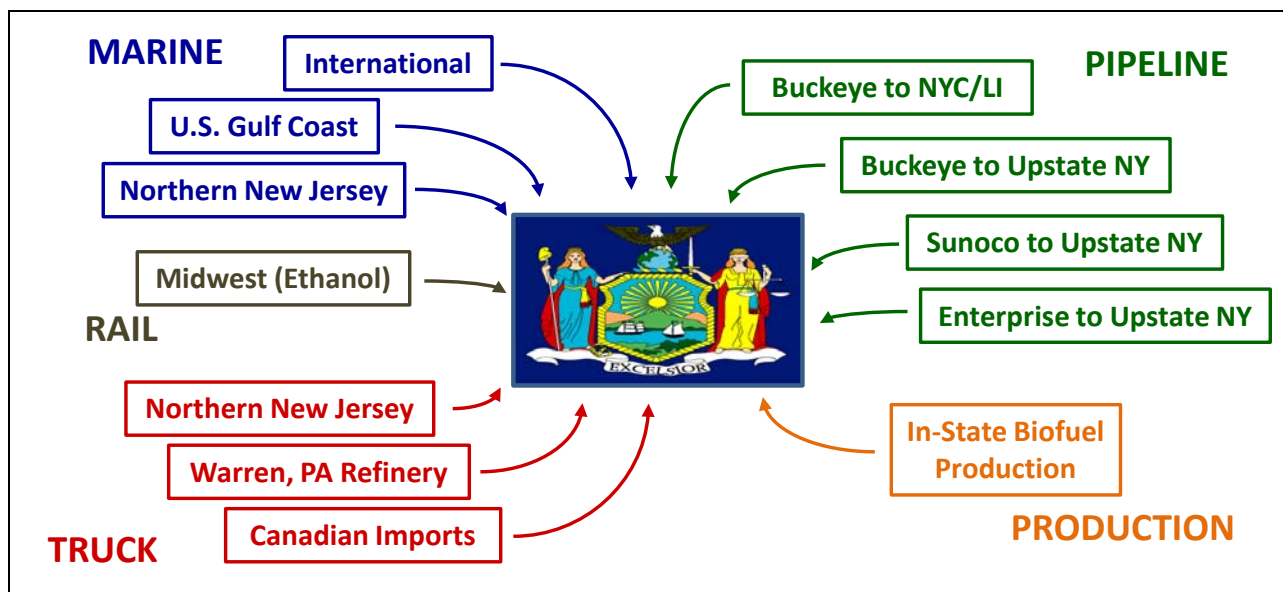 MARINE
International
U.S. Gulf Coast
Northern New Jersey
Midwest (Ethanol)
RAIL
Northern New Jersey
Warren, PA Refinery
Canadian Imports
TRUCK
EXCELSIOR
PIPELINE
Buckeye to NYC/LI
Buckeye to Upstate NY
Sunoco to Upstate NY
Enterprise to Upstate NY
In-State Biofuel
Production
PRODUCTION